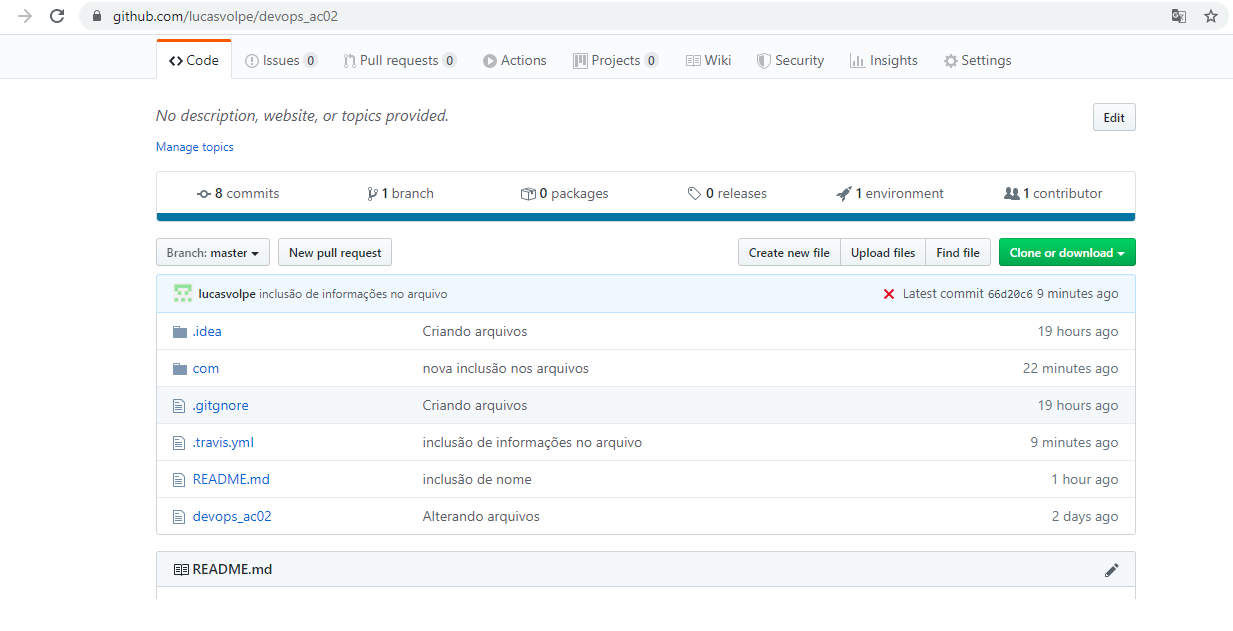 github.com/lucasvolpe/devops_ac02
Code Issues 0 Pull requests 0 Actions Projects 0 Wiki Security Insights Settings
No description, website, or topics provided. Edit
Manage topics
8 commits 1 branch 0 packages 0 releases 1 environment 1 contributor
Branch: master New pull request Create new file Upload files Find file Clone or download
lucasvolpe inclusão de informações no arquivo Latest commit 66d20c6 9 minutes ago
.idea Criando arquivos 19 hours ago
com nova inclusão nos arquivos 22 minutes ago
.gitgnore Criando arquivos 19 hours ago
.travis.yml inclusão de informações no arquivo 9 minutes ago
README.md inclusão de nome 1 hour ago
devops_ac02 Alterando arquivos 2 days ago
README.md